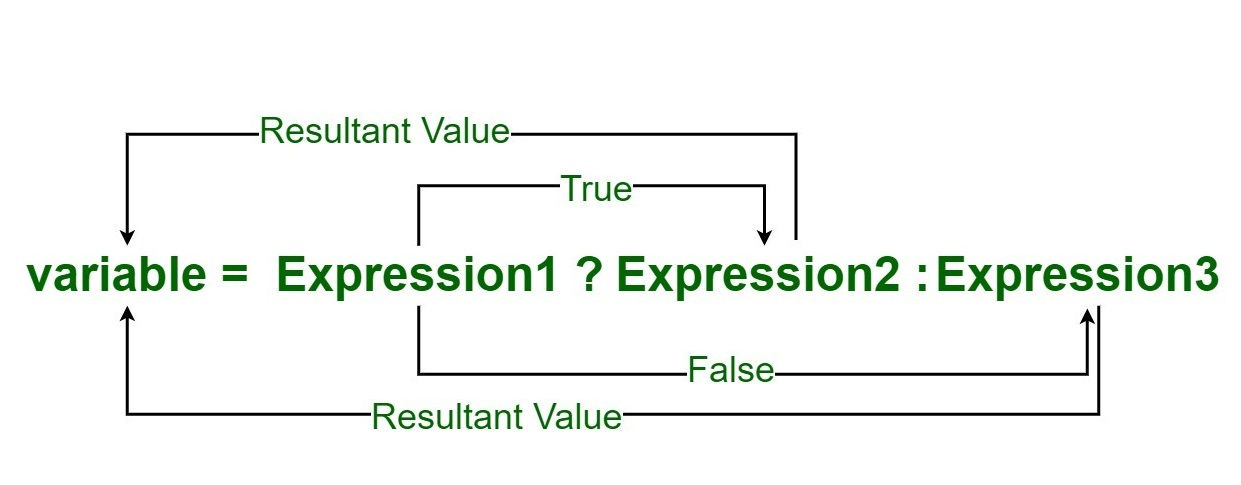 Resultant Value
True
variable = Expression1 ? Expression2 : Expression3
False
Resultant Value